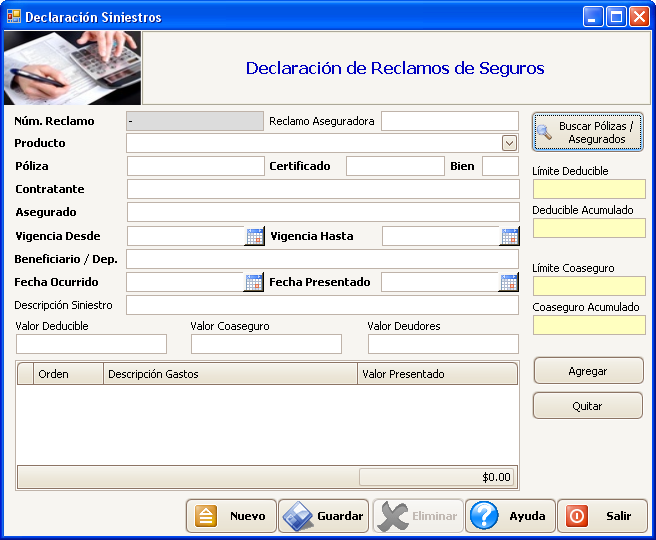 Declaración Siniestros
Declaración de Reclamos de Seguros
Núm. Reclamo - Reclamo Aseguradora
Buscar Pólizas / Asegurados
Producto
Póliza Certificado Bien
Límite Deducible
Contratante
Asegurado
Deducible Acumulado
Vigencia Desde Vigencia Hasta
Beneficiario / Dep.
Límite Coaseguro
Fecha Ocurrido Fecha Presentado
Descripción Siniestro
Coaseguro Acumulado
Valor Deducible Valor Coaseguro Valor Deudores
Orden Descripción Gastos Valor Presentado
Agregar
Quitar
$0.00
Nuevo Guardar Eliminar Ayuda Salir